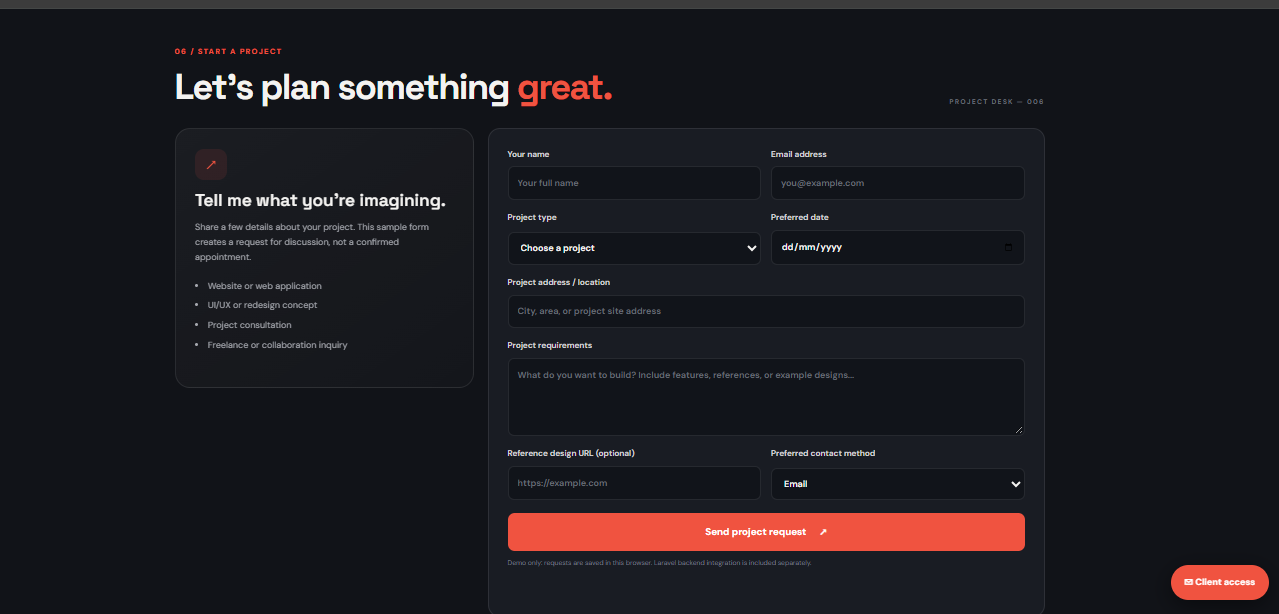 06 / START A PROJECT
Let's plan something great.
PROJECT DESK — 006
↗
Tell me what you're imagining.
Share a few details about your project. This sample form
creates a request for discussion, not a confirmed
appointment.
• Website or web application
• UI/UX or redesign concept
• Project consultation
• Freelance or collaboration inquiry
Your name
Your full name
Email address
you@example.com
Project type
Choose a project
Preferred date
dd/mm/yyyy
Project address / location
City, area, or project site address
Project requirements
What do you want to build? Include features, references, or example designs...
Reference design URL (optional)
https://example.com
Preferred contact method
Email
Send project request ↗
Demo only: requests are saved in this browser. Laravel backend integration is included separately.
✉ Client access